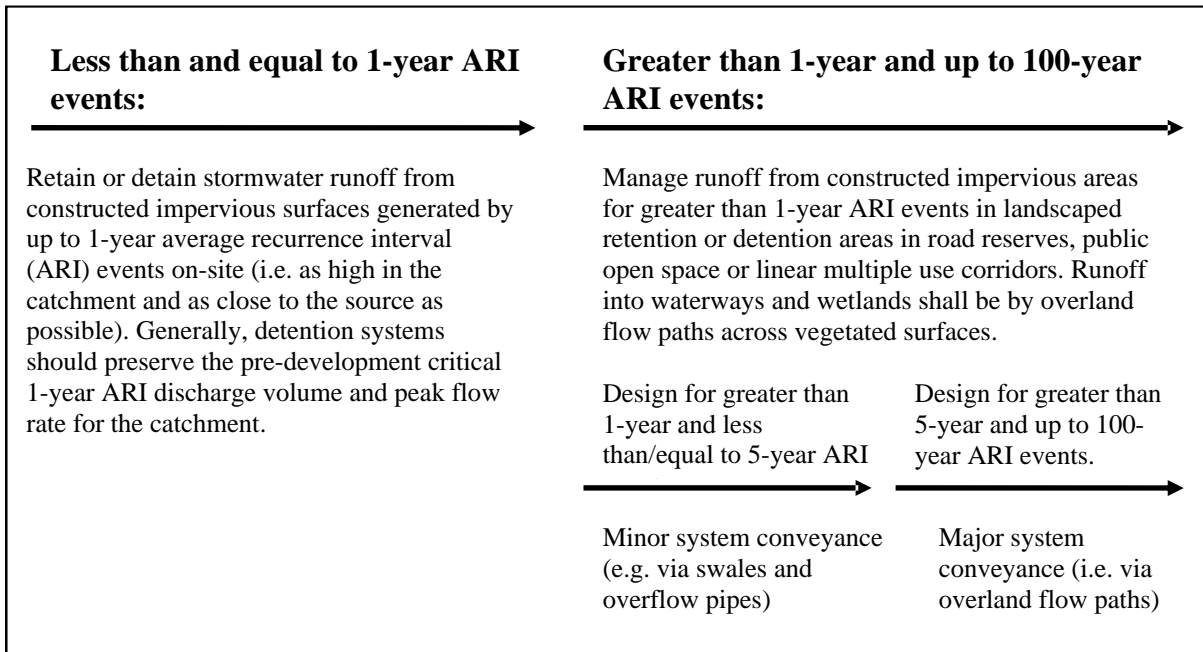 Less than and equal to 1-year ARI
events:
Retain or detain stormwater runoff from
constructed impervious surfaces generated by
up to 1-year average recurrence interval
(ARI) events on-site (i.e. as high in the
catchment and as close to the source as
possible). Generally, detention systems
should preserve the pre-development critical
1-year ARI discharge volume and peak flow
rate for the catchment.
Greater than 1-year and up to 100-year
ARI events:
Manage runoff from constructed impervious areas
for greater than 1-year ARI events in landscaped
retention or detention areas in road reserves, public
open space or linear multiple use corridors. Runoff
into waterways and wetlands shall be by overland
flow paths across vegetated surfaces.
Design for greater than
1-year and less
than/equal to 5-year ARI
Minor system conveyance
(e.g. via swales and
overflow pipes)
Design for greater than
5-year and up to 100-
year ARI events.
Major system
conveyance (i.e. via
overland flow paths)